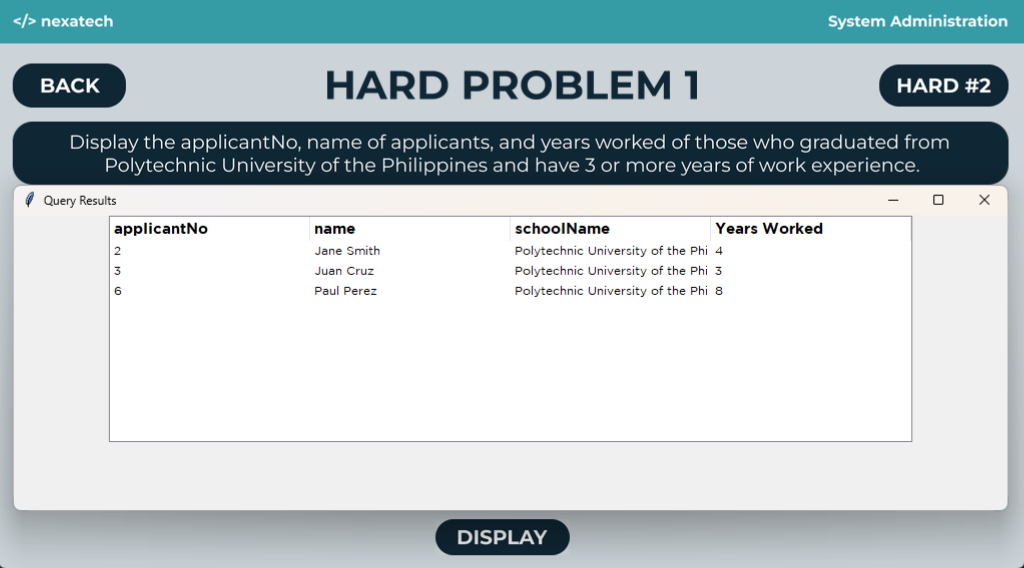 </> nexatech
System Administration
BACK
HARD PROBLEM 1
HARD #2
Display the applicantNo, name of applicants, and years worked of those who graduated from
Polytechnic University of the Philippines and have 3 or more years of work experience.
Query Results
applicantNo name schoolName Years Worked
2 Jane Smith Polytechnic University of the Phi 4
3 Juan Cruz Polytechnic University of the Phi 3
6 Paul Perez Polytechnic University of the Phi 8
DISPLAY